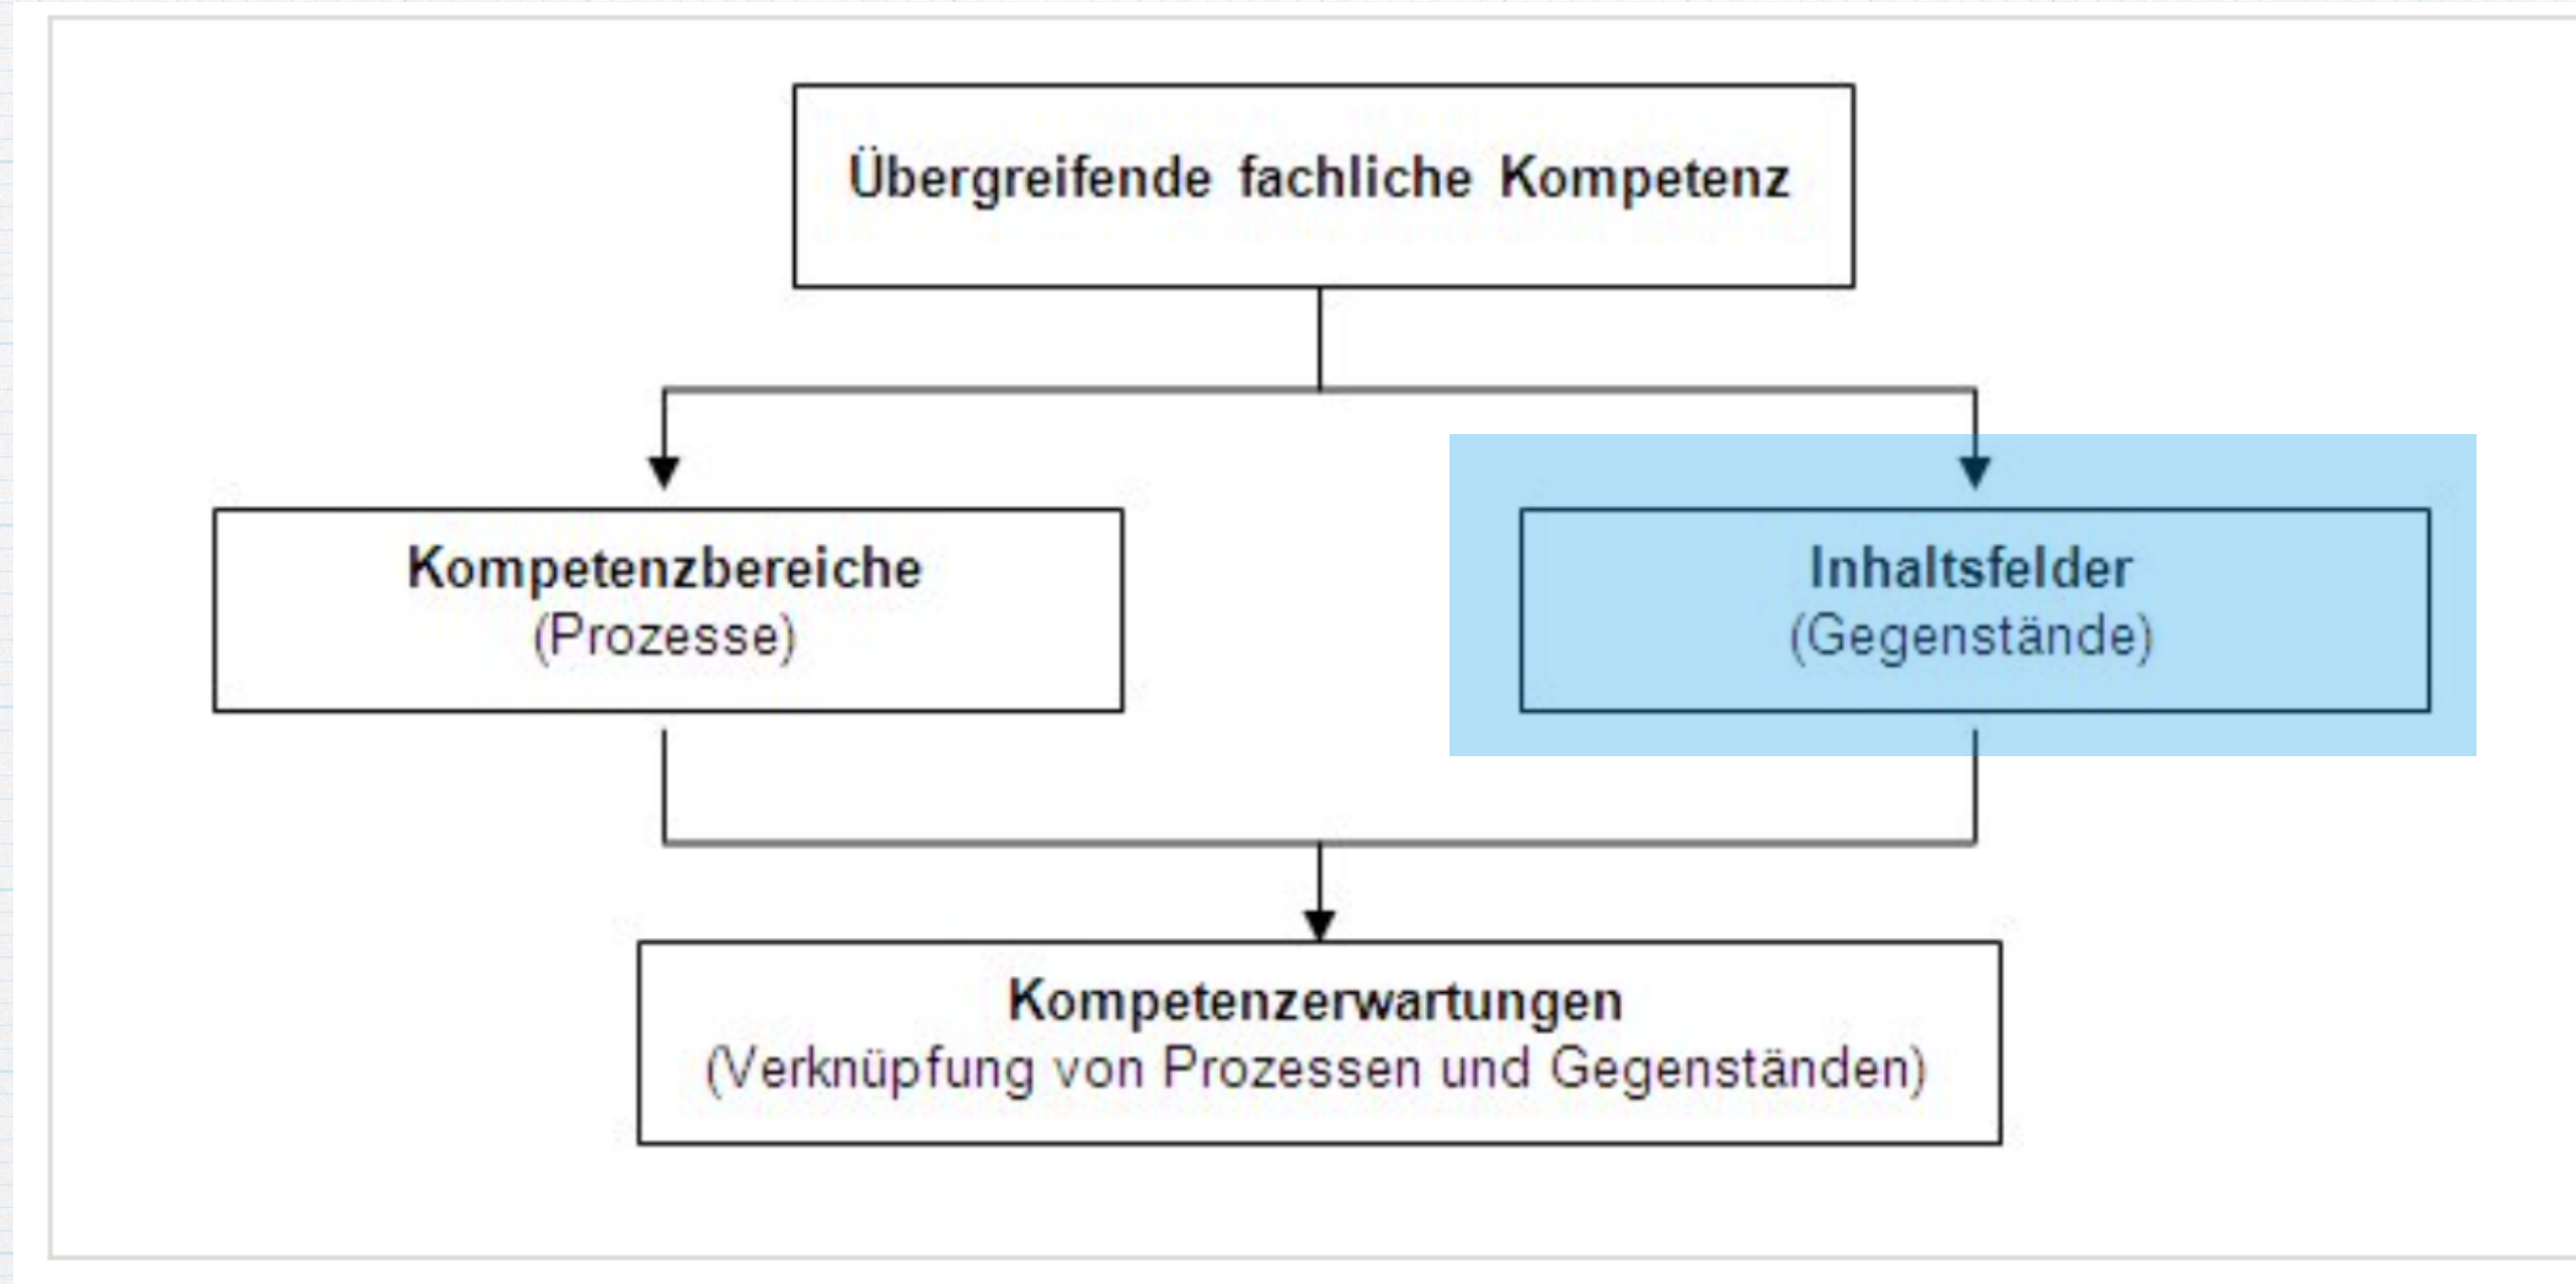 Übergreifende fachliche Kompetenz
Kompetenzbereiche
(Prozesse)
Inhaltsfelder
(Gegenstände)
Kompetenzerwartungen
(Verknüpfung von Prozessen und Gegenständen)